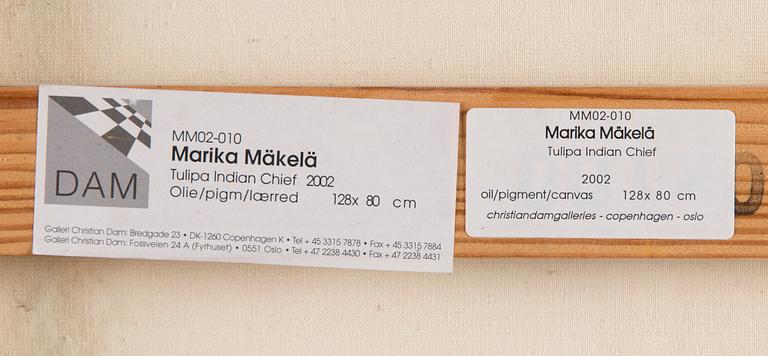 DAM
MM02-010
Marika Mäkelä
Tulipa Indian Chief 2002
Olie/pigm/lærred 128x 80 cm
Galleri Christian Dam: Bredgade 23 • DK-1260 Copenhagen K • Tel + 45 3315 7878 • Fax + 45 3315 7884
Galleri Christian Dam: Fossveien 24 A (Fyrhuset) • 0551 Oslo • Tel + 47 2238 4430 • Fax + 47 2238 4431
MM02-010
Marika Mäkelä
Tulipa Indian Chief
2002
oil/pigment/canvas 128x 80 cm
christiandamgalleries - copenhagen - oslo